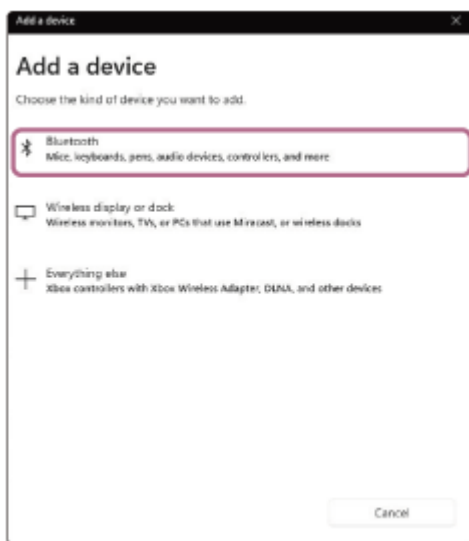 Add a device
Add a device
Choose the kind of device you want to add.
Bluetooth
Mice, keyboards, pens, audio devices, controllers, and more
Wireless display or dock
Wireless monitors, TVs, or PCs that use Miracast, or wireless docks
Everything else
Xbox controllers with Xbox Wireless Adapter, DLNA, and other devices
Cancel